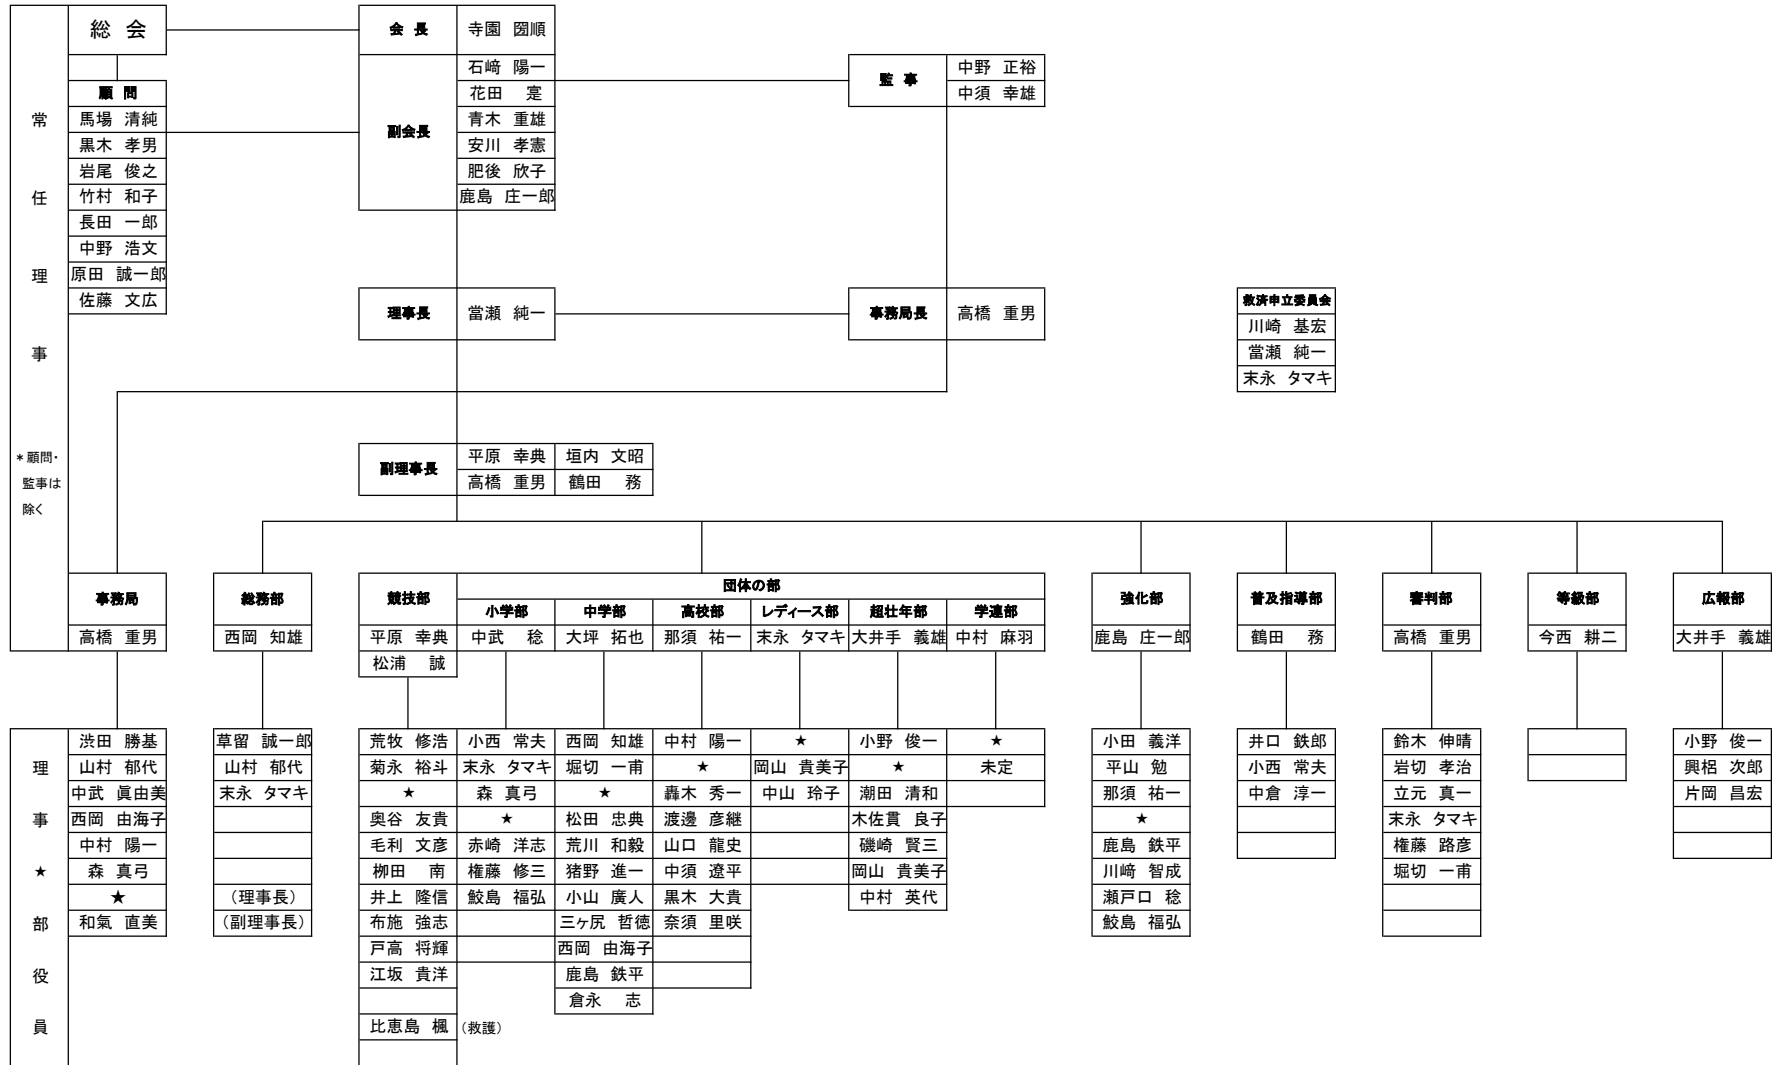 総 会
会 長 寺園 圀順
副会長
石﨑 陽一
花田 寔
青木 重雄
安川 孝憲
肥後 欣子
鹿島 庄一郎
監 事
中野 正裕
中須 幸雄
顧 問
馬場 清純
黒木 孝男
岩尾 俊之
竹村 和子
長田 一郎
中野 浩文
原田 誠一郎
佐藤 文広
常任理事
*顧問・
監事は
除く
理事長 當瀬 純一
事務局長 高橋 重男
救済申立委員会
川崎 基宏
當瀬 純一
末永 タマキ
副理事長
平原 幸典 垣内 文昭
高橋 重男 鶴田 務
事務局
高橋 重男
総務部
西岡 知雄
競技部
平原 幸典
松浦 誠
団体の部
小学部
中武 稔
中学部
大坪 拓也
高校部
那須 祐一
レディース部
末永 タマキ
超壮年部
大井手 義雄
学連部
中村 麻羽
強化部
鹿島 庄一郎
普及指導部
鶴田 務
審判部
高橋 重男
等級部
今西 耕二
広報部
大井手 義雄
理事★部役員
渋田 勝基
山村 郁代
中武 眞由美
西岡 由海子
中村 陽一
森 真弓
★
和氣 直美
草留 誠一郎
山村 郁代
末永 タマキ
（理事長）
（副理事長）
荒牧 修浩
菊永 裕斗
★
奥谷 友貴
毛利 文彦
柳田 南
井上 隆信
布施 強志
戸高 将輝
江坂 貴洋
比恵島 楓 （救護）
小西 常夫
末永 タマキ
森 真弓
★
赤崎 洋志
権藤 修三
鮫島 福弘
西岡 知雄
堀切 一甫
★
松田 忠典
荒川 和毅
猪野 進一
小山 廣人
三ヶ尻 哲徳
西岡 由海子
鹿島 鉄平
倉永 志
中村 陽一
★
轟木 秀一
渡邊 彦継
山口 龍史
中須 遼平
黒木 大貴
奈須 里咲
★
岡山 貴美子
中山 玲子
小野 俊一
★
潮田 清和
木佐貫 良子
磯崎 賢三
岡山 貴美子
中村 英代
★
未定
小田 義洋
平山 勉
那須 祐一
★
鹿島 鉄平
川﨑 智成
瀬戸口 稔
鮫島 福弘
井口 鉄郎
小西 常夫
中倉 淳一
鈴木 伸晴
岩切 孝治
立元 真一
末永 タマキ
権藤 路彦
堀切 一甫
小野 俊一
興梠 次郎
片岡 昌宏